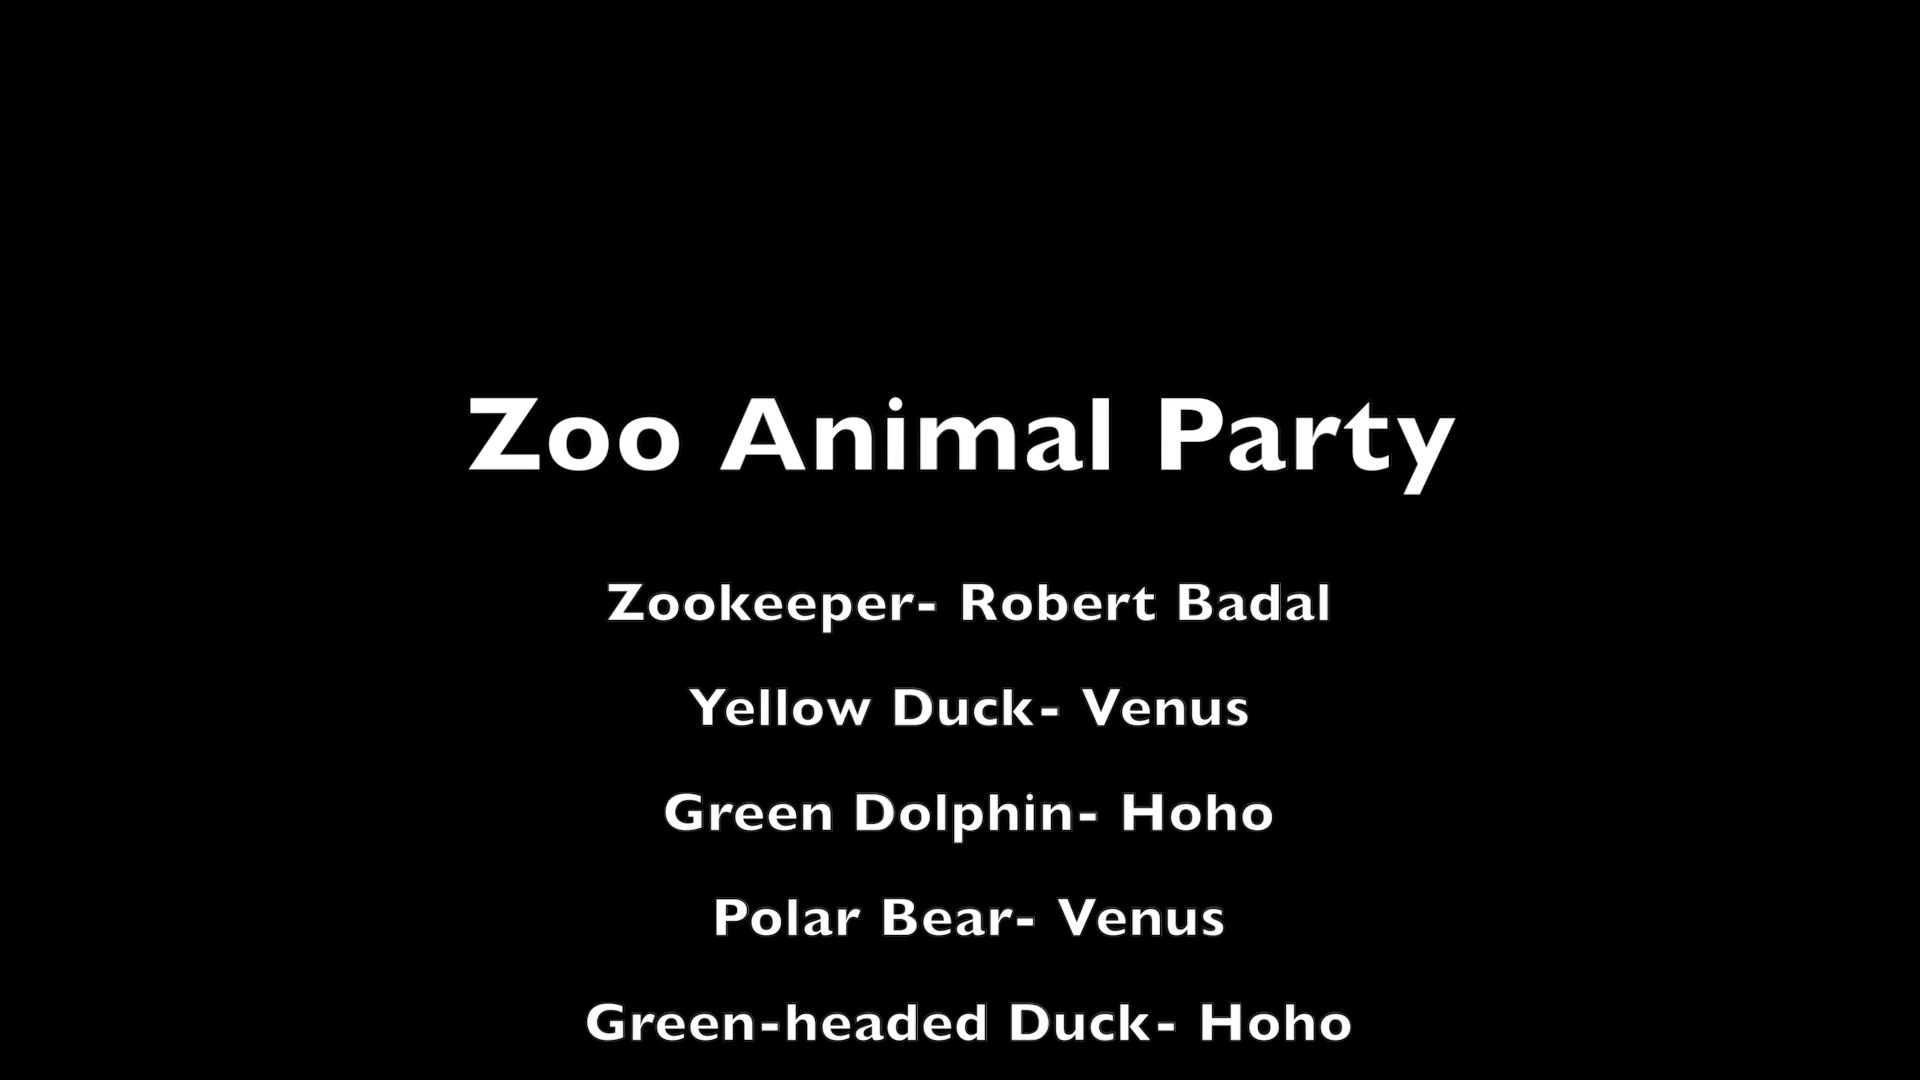 Zoo Animal Party
Zookeeper- Robert Badal
Yellow Duck- Venus
Green Dolphin- Hoho
Polar Bear- Venus
Green-headed Duck- Hoho